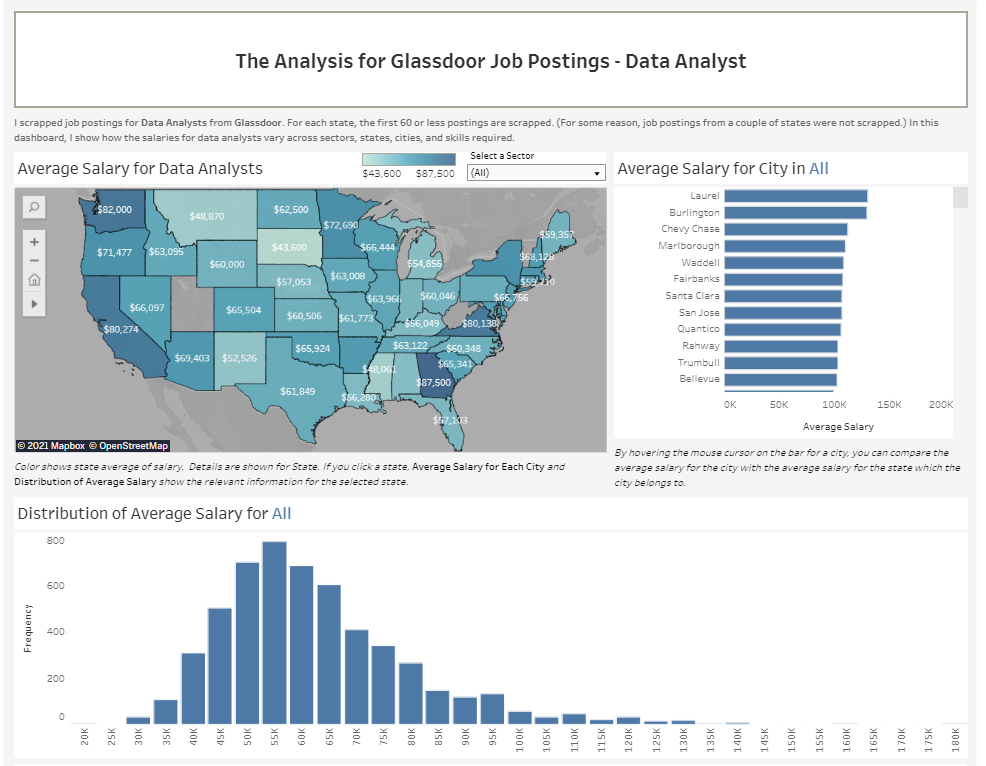 The Analysis for Glassdoor Job Postings - Data Analyst
I scrapped job postings for Data Analysts from Glassdoor. For each state, the first 60 or less postings are scrapped. (For some reason, job postings from a couple of states were not scrapped.) In this
dashboard, I show how the salaries for data analysts vary across sectors, states, cities, and skills required.
Average Salary for Data Analysts
$43,600 $87,500
Select a Sector
(All)
$82,000
$48,870
$62,500
$72,690
$59,357
$71,477
$63,095
$60,000
$43,600
$66,444
$54,856
$68,128
$57,053
$63,008
$66,097
$65,504
$60,506
$61,773
$63,966
$60,046
$66,756
$80,274
$56,049
$80,138
$69,403
$52,526
$65,924
$63,122
$60,348
$65,341
$48,061
$87,500
$61,849
$56,280
© 2021 Mapbox © OpenStreetMap
Color shows state average of salary. Details are shown for State. If you click a state, Average Salary for Each City and
Distribution of Average Salary show the relevant information for the selected state.
Average Salary for City in All
Laurel
Burlington
Chevy Chase
Marlborough
Waddell
Fairbanks
Santa Clara
San Jose
Quantico
Rahway
Trumbull
Bellevue
0K 50K 100K 150K 200K
Average Salary
By hovering the mouse cursor on the bar for a city, you can compare the
average salary for the city with the average salary for the state which the
city belongs to.
Distribution of Average Salary for All
Frequency
800
600
400
200
0
20K 25K 30K 35K 40K 45K 50K 55K 60K 65K 70K 75K 80K 85K 90K 95K 100K 105K 110K 115K 120K 125K 130K 135K 140K 145K 150K 155K 160K 165K 170K 175K 180K